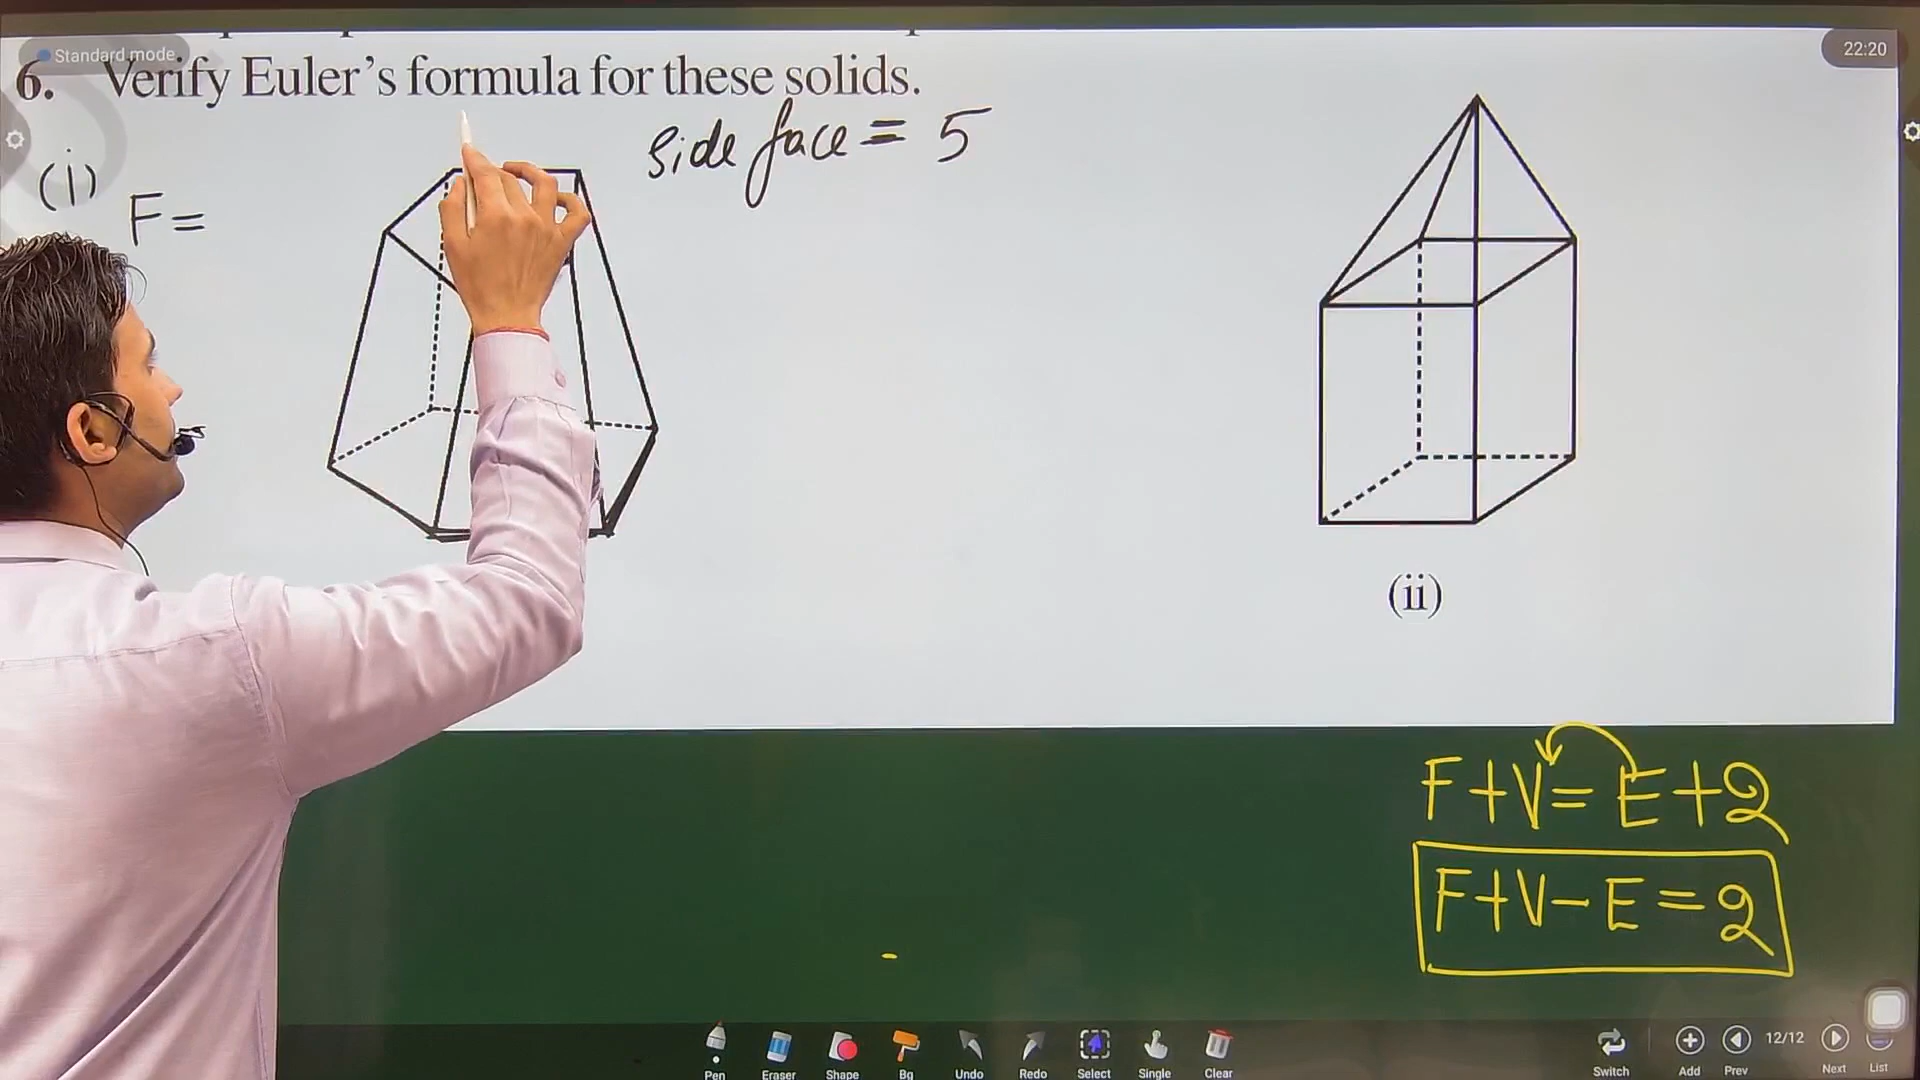 Standard mode
22:20
6. Verify Euler's formula for these solids.
side face = 5
(i)
F=
(ii)
F+V=E+2
F+V-E=2
12/12
Pen Eraser Shape Bg Undo Redo Select Single Clear Switch Add Prev Next List